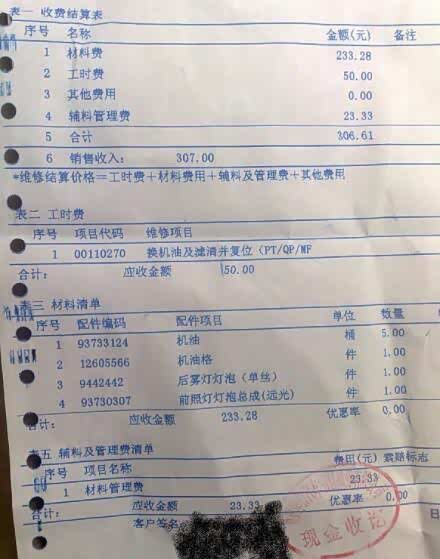 表一 收费结算表
序号 名称 金额(元) 备注
1 材料费 233.28
2 工时费 50.00
3 其他费用 0.00
4 辅料管理费 23.33
5 合计 306.61
6 销售收入: 307.00
*维修结算价格＝工时费＋材料费用＋辅料及管理费＋其他费用
表二 工时费
序号 项目代码 维修项目
1 00110270 换机油及滤清并复位（PT/QP/MF
合计: 应收金额 50.00
表三 材料清单
序号 配件编码 配件项目 单位 数量
1 93733124 机油 桶 5.00
2 12605566 机油格 件 1.00
3 9442442 后雾灯灯泡（单丝） 件 1.00
4 93730307 前照灯灯泡总成(远光) 件 1.00
合计: 应收金额 233.28 优惠率 0.00
表五 辅料及管理费清单
序号 项目名称 费用(元) 索赔标志
1 材料管理费 23.33
合计: 应收金额 23.33 优惠率 0.00
客户签名 日
现金收讫